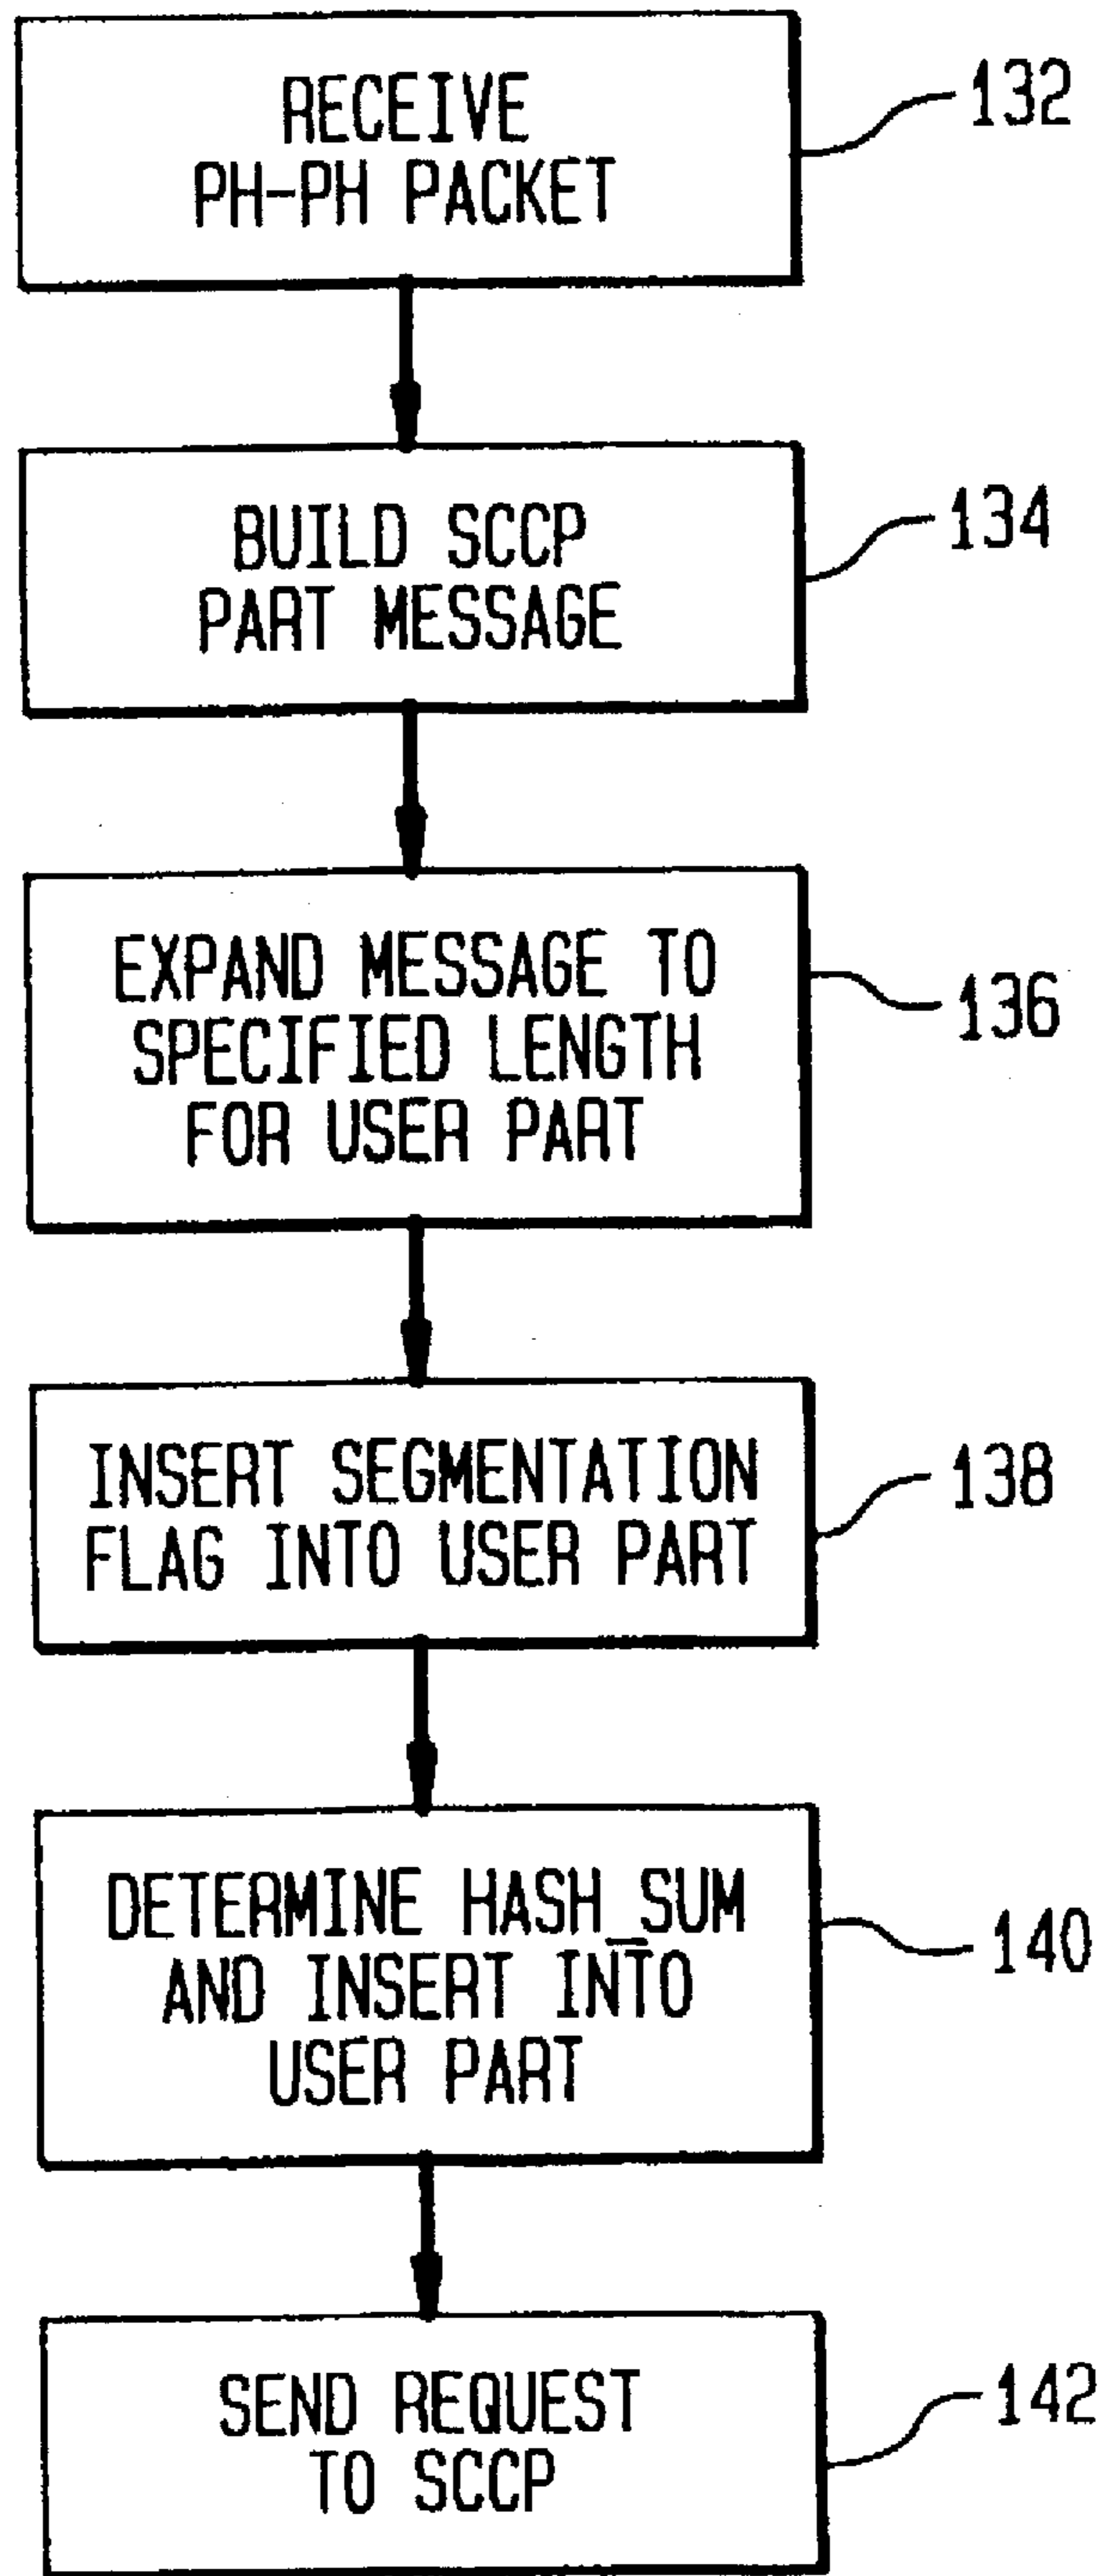 RECEIVE
PH-PH PACKET
132
BUILD SCCP
PART MESSAGE
134
EXPAND MESSAGE TO
SPECIFIED LENGTH
FOR USER PART
136
INSERT SEGMENTATION
FLAG INTO USER PART
138
DETERMINE HASH_SUM
AND INSERT INTO
USER PART
140
SEND REQUEST
TO SCCP
142